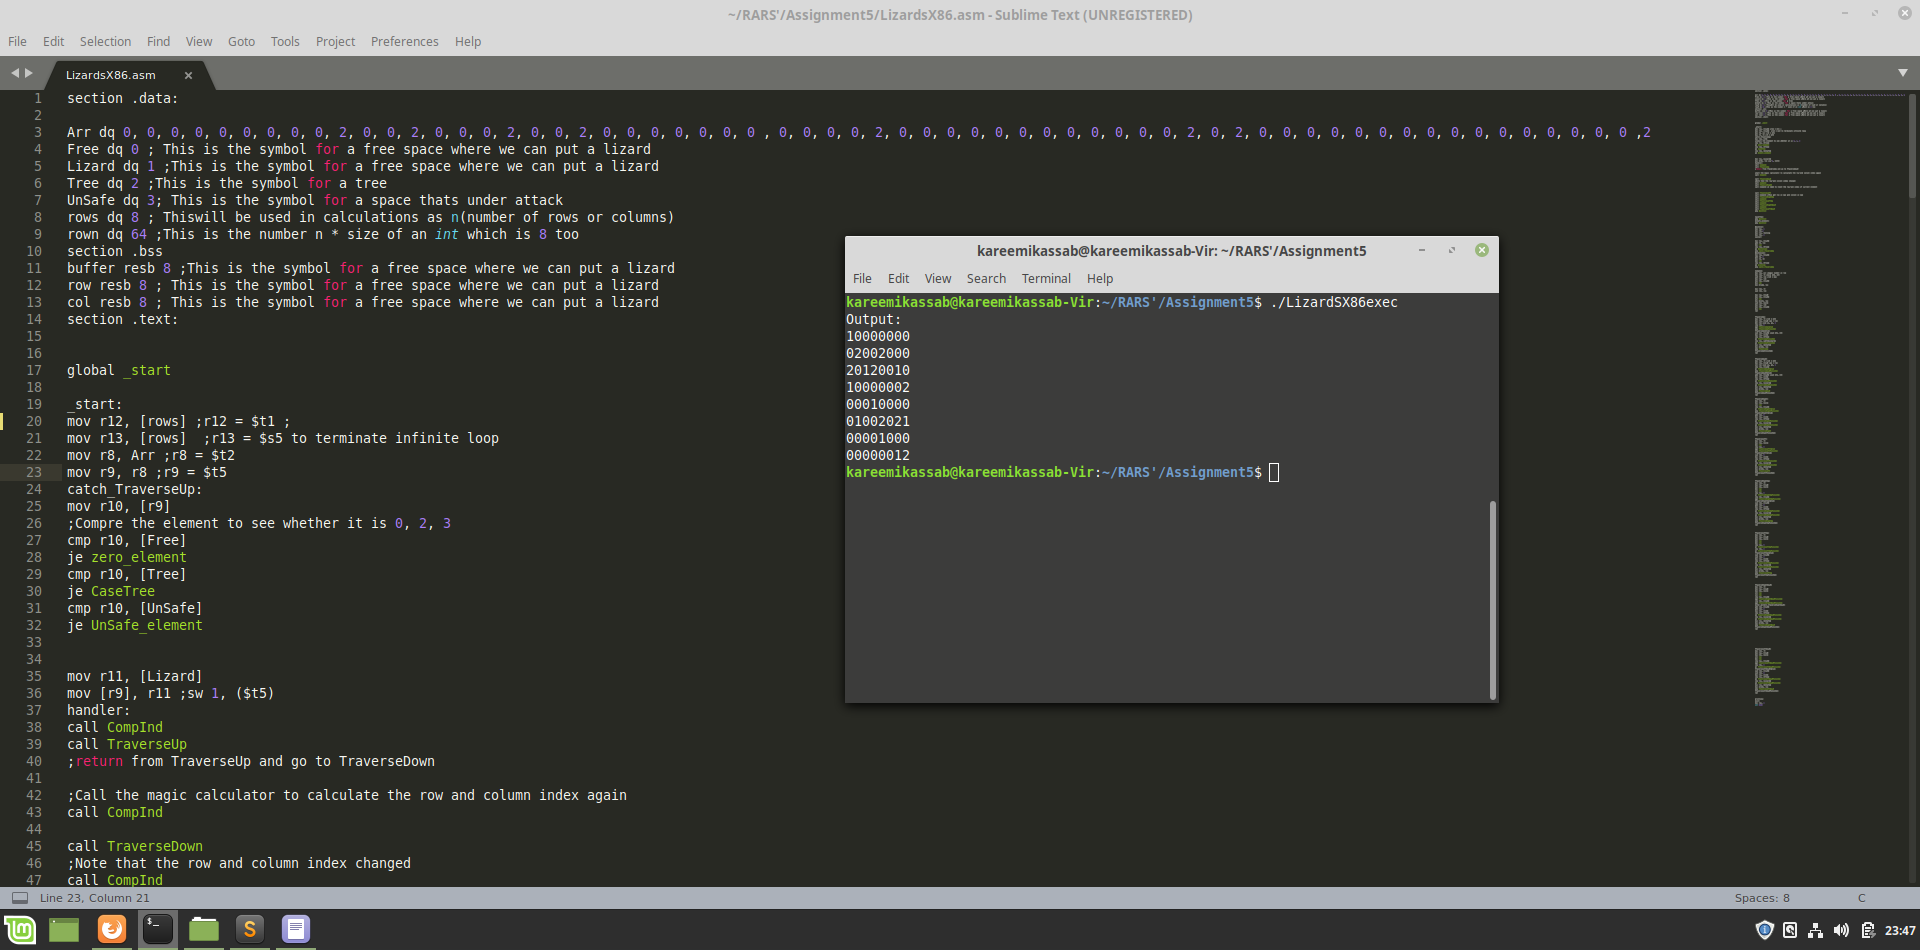 ~/RARS'/Assignment5/LizardsX86.asm - Sublime Text (UNREGISTERED)
File Edit Selection Find View Goto Tools Project Preferences Help
LizardsX86.asm
1 section .data:
2
3 Arr dq 0, 0, 0, 0, 0, 0, 0, 0, 0, 2, 0, 0, 2, 0, 0, 0, 2, 0, 0, 2, 0, 0, 0, 0, 0, 0, 0 , 0, 0, 0, 0, 2, 0, 0, 0, 0, 0, 0, 0, 0, 0, 0, 0, 0, 2, 0, 2, 0, 0, 0, 0, 0, 0, 0, 0, 0, 0, 0, 0, 0, 0, 0, 0 ,2
4 Free dq 0 ; This is the symbol for a free space where we can put a lizard
5 Lizard dq 1 ;This is the symbol for a free space where we can put a lizard
6 Tree dq 2 ;This is the symbol for a tree
7 UnSafe dq 3; This is the symbol for a space thats under attack
8 rows dq 8 ; Thiswill be used in calculations as n(number of rows or columns)
9 rown dq 64 ;This is the number n * size of an int which is 8 too
10 section .bss
11 buffer resb 8 ;This is the symbol for a free space where we can put a lizard
12 row resb 8 ; This is the symbol for a free space where we can put a lizard
13 col resb 8 ; This is the symbol for a free space where we can put a lizard
14 section .text:
15
16
17 global _start
18
19 _start:
20 mov r12, [rows] ;r12 = $t1 ;
21 mov r13, [rows]  ;r13 = $s5 to terminate infinite loop
22 mov r8, Arr ;r8 = $t2
23 mov r9, r8 ;r9 = $t5
24 catch_TraverseUp:
25 mov r10, [r9]
26 ;Compre the element to see whether it is 0, 2, 3
27 cmp r10, [Free]
28 je zero_element
29 cmp r10, [Tree]
30 je CaseTree
31 cmp r10, [UnSafe]
32 je UnSafe_element
33
34
35 mov r11, [Lizard]
36 mov [r9], r11 ;sw 1, ($t5)
37 handler:
38 call CompInd
39 call TraverseUp
40 ;return from TraverseUp and go to TraverseDown
41
42 ;Call the magic calculator to calculate the row and column index again
43 call CompInd
44
45 call TraverseDown
46 ;Note that the row and column index changed
47 call CompInd
kareemikassab@kareemikassab-Vir: ~/RARS'/Assignment5
File Edit View Search Terminal Help
kareemikassab@kareemikassab-Vir:~/RARS'/Assignment5$ ./LizardSX86exec
Output:
10000000
02002000
20120010
10000002
00010000
01002021
00001000
00000012
kareemikassab@kareemikassab-Vir:~/RARS'/Assignment5$
Line 23, Column 21
Spaces: 8
C
23:47